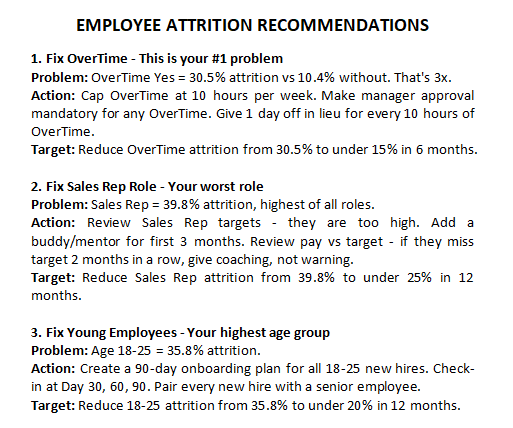 EMPLOYEE ATTRITION RECOMMENDATIONS
1. Fix OverTime - This is your #1 problem
Problem: OverTime Yes = 30.5% attrition vs 10.4% without. That's 3x.
Action: Cap OverTime at 10 hours per week. Make manager approval
mandatory for any OverTime. Give 1 day off in lieu for every 10 hours of
OverTime.
Target: Reduce OverTime attrition from 30.5% to under 15% in 6 months.
2. Fix Sales Rep Role - Your worst role
Problem: Sales Rep = 39.8% attrition, highest of all roles.
Action: Review Sales Rep targets - they are too high. Add a
buddy/mentor for first 3 months. Review pay vs target - if they miss
target 2 months in a row, give coaching, not warning.
Target: Reduce Sales Rep attrition from 39.8% to under 25% in 12
months.
3. Fix Young Employees - Your highest age group
Problem: Age 18-25 = 35.8% attrition.
Action: Create a 90-day onboarding plan for all 18-25 new hires. Check-
in at Day 30, 60, 90. Pair every new hire with a senior employee.
Target: Reduce 18-25 attrition from 35.8% to under 20% in 12 months.